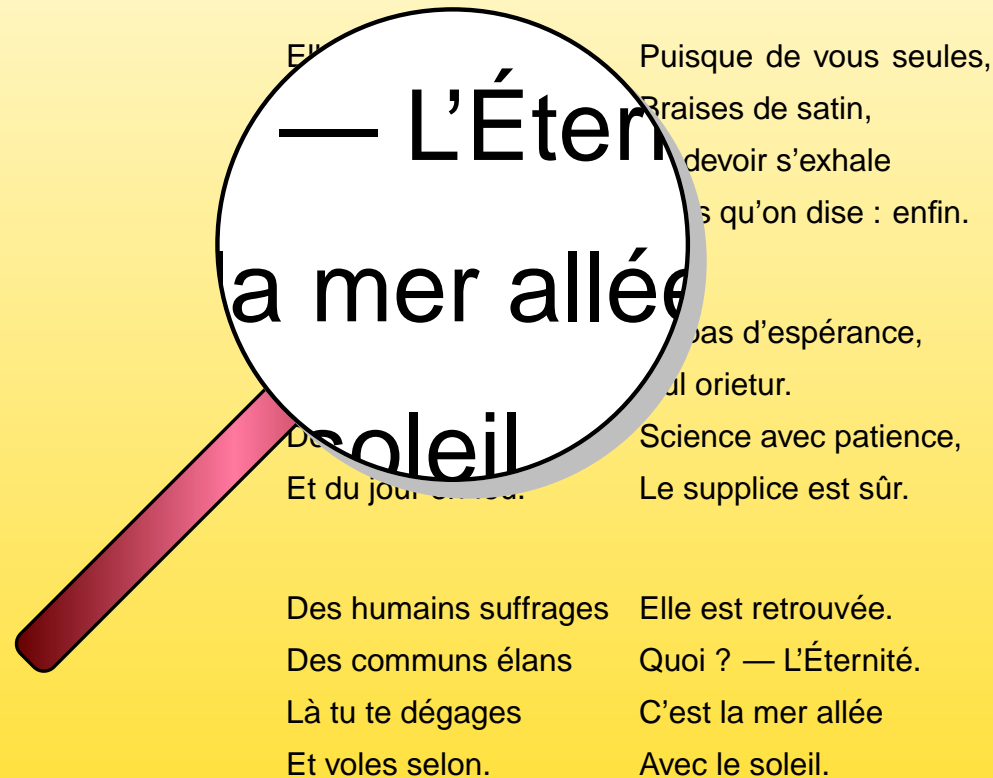 — L'Étern
la mer allée
soleil
Et du jour
Des humains suffrages
Des communs élans
Là tu te dégages
Et voles selon.
Puisque de vous seules,
Braises de satin,
devoir s'exhale
qu'on dise : enfin.
pas d'espérance,
orietur.
Science avec patience,
Le supplice est sûr.
Elle est retrouvée.
Quoi ? — L'Éternité.
C'est la mer allée
Avec le soleil.